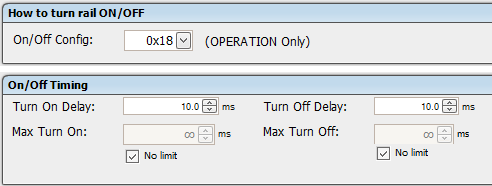 How to turn rail ON/OFF
On/Off Config: 0x18 (OPERATION Only)
On/Off Timing
Turn On Delay: 10.0 ms Turn Off Delay: 10.0 ms
Max Turn On: ∞ ms Max Turn Off: ∞ ms
No limit No limit